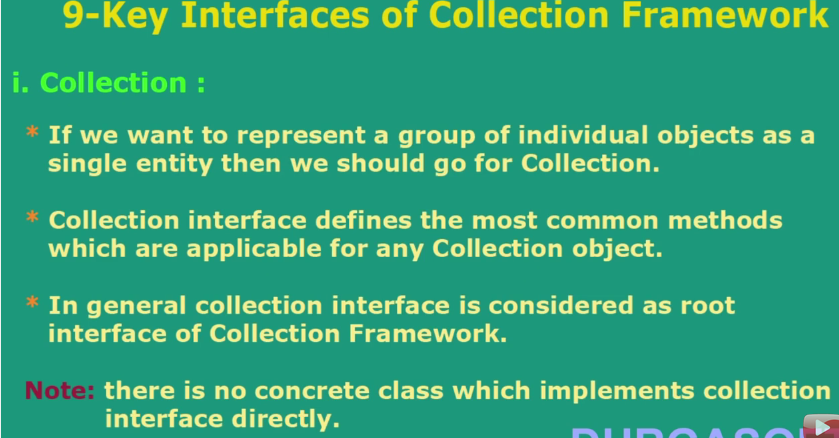 9-Key Interfaces of Collection Framework
i. Collection :
* If we want to represent a group of individual objects as a
single entity then we should go for Collection.
* Collection interface defines the most common methods
which are applicable for any Collection object.
* In general collection interface is considered as root
interface of Collection Framework.
Note: there is no concrete class which implements collection
interface directly.